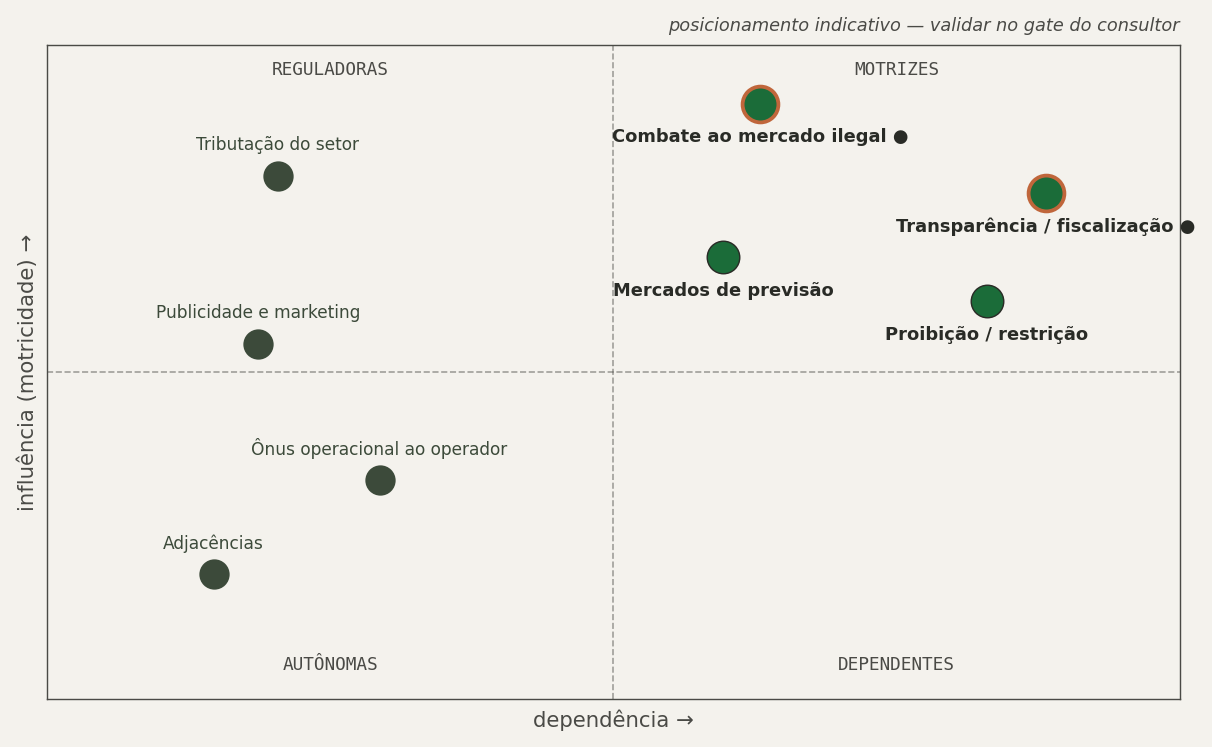 posicionamento indicativo — validar no gate do consultor
REGULADORAS
MOTRIZES
Combate ao mercado ilegal ●
Tributação do setor
Transparência / fiscalização ●
Mercados de previsão
Publicidade e marketing
Proibição / restrição
influência (motricidade) →
Ônus operacional ao operador
Adjacências
AUTÔNOMAS
DEPENDENTES
dependência →